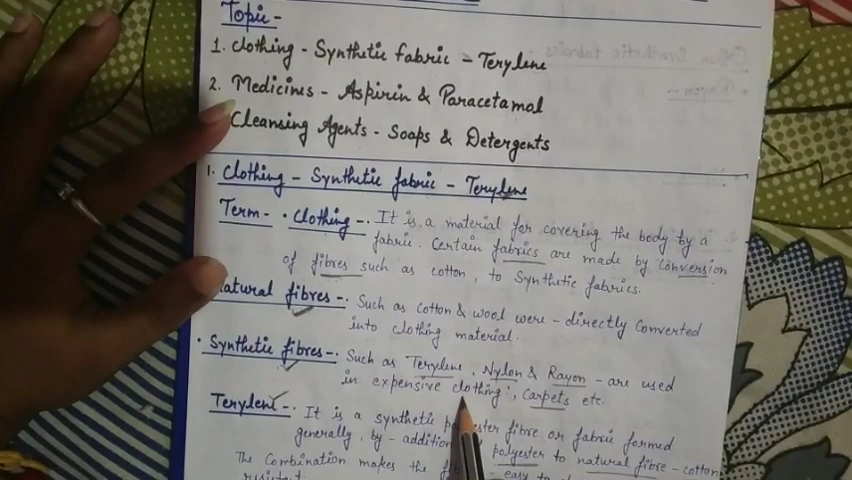 Topic -
1. Clothing - Synthetic fabric - Terylene
2. Medicines - Aspirin & Paracetamol
Cleansing Agents - Soaps & Detergents
1. Clothing - Synthetic fabric - Terylene
Term - • Clothing - • It is a material for covering the body by a
fabric. Certain fabrics are made by conversion
of fibres such as cotton, to Synthetic fabrics.
Natural fibres - • Such as cotton & wool were - directly converted
into clothing material.
• Synthetic fibres - • Such as Terylene, Nylon & Rayon - are used
in expensive clothing, Carpets etc.
Terylene - • It is a synthetic polyester fibre or fabric formed
generally by - addition polyester to natural fibre - cotton
The Combination makes the - easy to